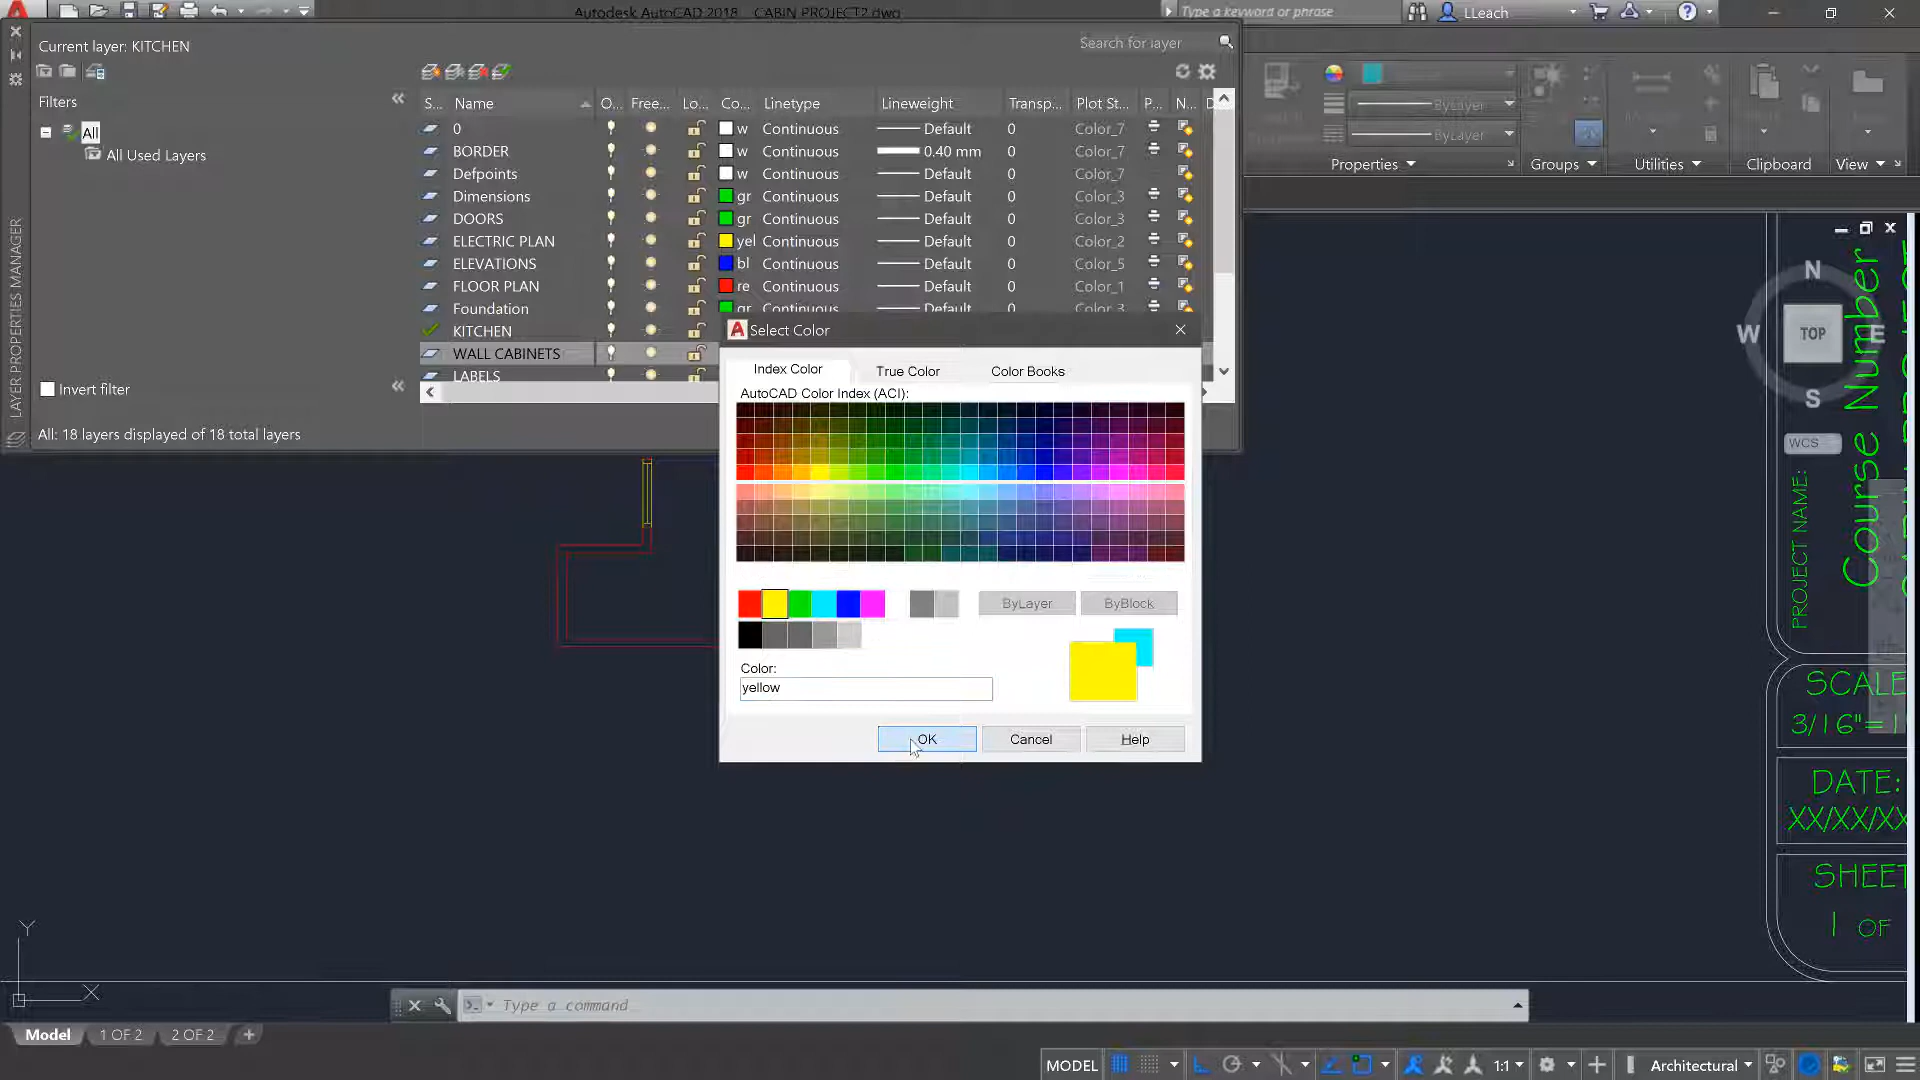 Autodesk AutoCAD 2018 CABIN PROJECT2.dwg
Type a keyword or phrase
LLeach
Current layer: KITCHEN
Search for layer
Filters
All
All Used Layers
Invert filter
All: 18 layers displayed of 18 total layers
LAYER PROPERTIES MANAGER
S... Name O... Free... Lo... Co... Linetype Lineweight Transp... Plot St... P... N... D
0 w Continuous Default 0 Color_7
BORDER w Continuous 0.40 mm 0 Color_7
Defpoints w Continuous Default 0 Color_7
Dimensions gr Continuous Default 0 Color_3
DOORS gr Continuous Default 0 Color_3
ELECTRIC PLAN yel Continuous Default 0 Color_2
ELEVATIONS bl Continuous Default 0 Color_5
FLOOR PLAN re Continuous Default 0 Color_1
Foundation gr Continuous Default 0 Color_3
KITCHEN
WALL CABINETS
LABELS
ByLayer
ByLayer
Properties
Groups
Utilities
Clipboard
View
Select Color
Index Color
True Color
Color Books
AutoCAD Color Index (ACI):
ByLayer
ByBlock
Color:
yellow
OK
Cancel
Help
N
W
TOP
E
S
WCS
PROJECT NAME:
Course Number
SCALE
3/16"=1
DATE:
XX/XX/XX
SHEET
1 OF
Y
X
Type a command
Model
1 OF 2
2 OF 2
+
MODEL
1:1
Architectural